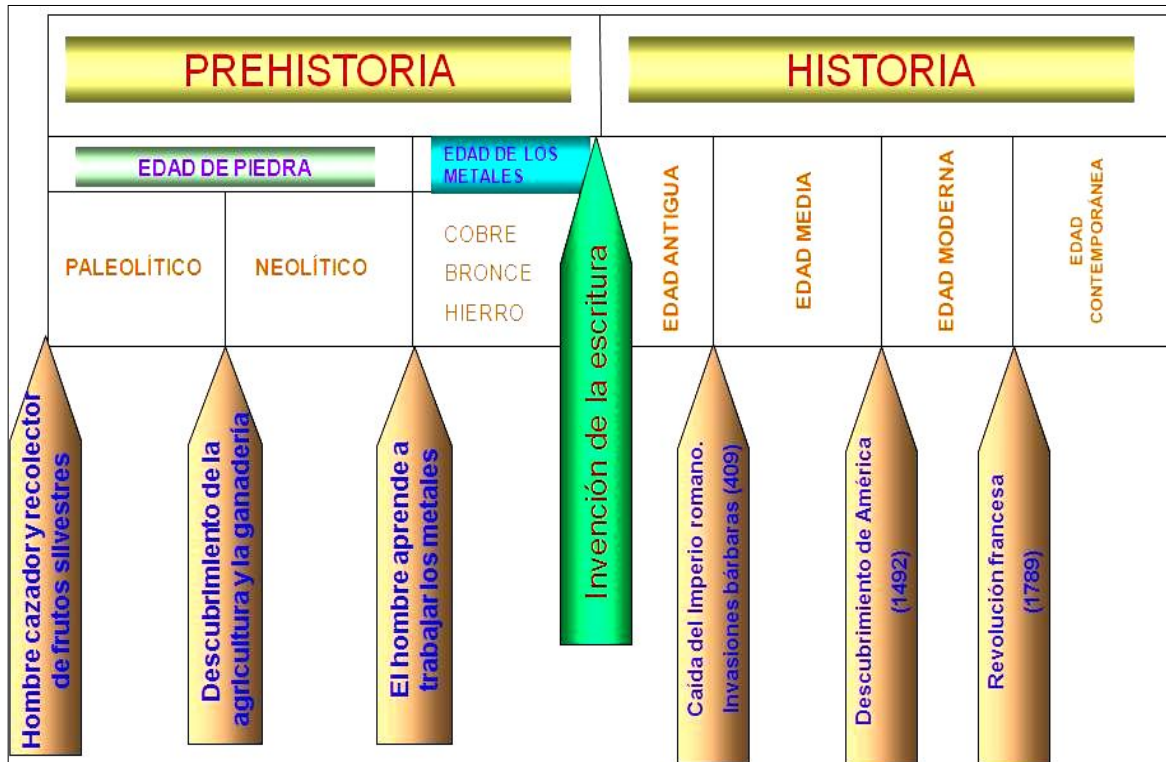 PREHISTORIA
HISTORIA
EDAD DE PIEDRA
EDAD DE LOS
METALES
PALEOLÍTICO
NEOLÍTICO
COBRE
BRONCE
HIERRO
EDAD ANTIGUA
EDAD MEDIA
EDAD MODERNA
EDAD
CONTEMPORÁNEA
Hombre cazador y recolector
de frutos silvestres
Descubrimiento de la
agricultura y la ganadería
El hombre aprende a
trabajar los metales
Invención de la escritura
Caída del Imperio romano.
Invasiones bárbaras (409)
Descubrimiento de América
(1492)
Revolución francesa
(1789)